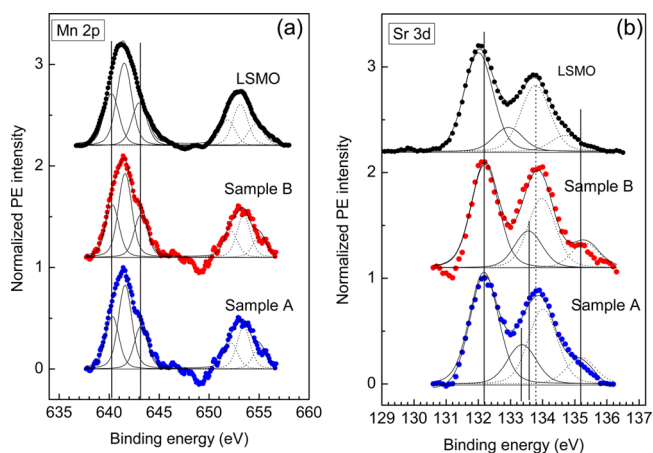 Mn 2p
(a)
3
2
1
0
LSMO
Sample B
Sample A
Normalized PE intensity
635 640 645 650 655 660
Binding energy (eV)
Sr 3d
(b)
3
2
1
0
LSMO
Sample B
Sample A
Normalized PE intensity
129 130 131 132 133 134 135 136 137
Binding energy (eV)